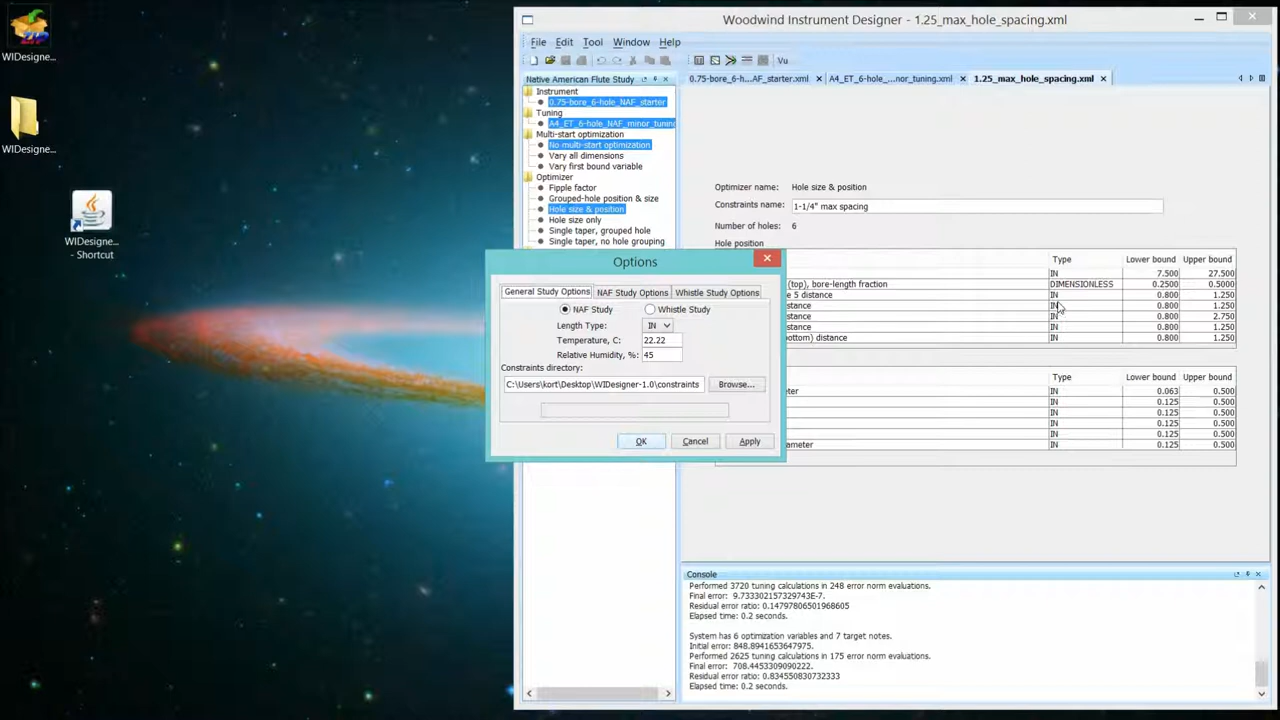 WIDesigne...
WIDesigne...
WIDesigne...
- Shortcut
Woodwind Instrument Designer - 1.25_max_hole_spacing.xml
File Edit Tool Window Help
Vu
Native American Flute Study
Instrument
0.75-bore_6-hole_NAF_starter
Tuning
A4_ET_6-hole_NAF_minor_tuning
Multi-start optimization
No multi-start optimization
Vary all dimensions
Vary first bound variable
Optimizer
Fipple factor
Grouped-hole position & size
Hole size & position
Hole size only
Single taper, grouped hole
Single taper, no hole grouping
0.75-bore_6-h...AF_starter.xml A4_ET_6-hole_...nor_tuning.xml 1.25_max_hole_spacing.xml
Optimizer name: Hole size & position
Constraints name: 1-1/4" max spacing
Number of holes: 6
Hole position
Type Lower bound Upper bound
IN 7.500 27.500
(top), bore-length fraction DIMENSIONLESS 0.2500 0.5000
e 5 distance IN 0.800 1.250
stance IN 0.800 1.250
stance IN 0.800 2.750
stance IN 0.800 1.250
bottom) distance IN 0.800 1.250
Type Lower bound Upper bound
eter IN 0.063 0.500
IN 0.125 0.500
IN 0.125 0.500
IN 0.125 0.500
IN 0.125 0.500
ameter IN 0.125 0.500
Options
General Study Options NAF Study Options Whistle Study Options
NAF Study Whistle Study
Length Type: IN
Temperature, C: 22.22
Relative Humidity, %: 45
Constraints directory:
C:\Users\kort\Desktop\WIDesigner-1.0\constraints Browse...
OK Cancel Apply
Console
Performed 3720 tuning calculations in 248 error norm evaluations.
Final error: 9.733302157329743E-7.
Residual error ratio: 0.14797806501968605
Elapsed time: 0.2 seconds.
System has 6 optimization variables and 7 target notes.
Initial error: 848.8941653647975.
Performed 2625 tuning calculations in 175 error norm evaluations.
Final error: 708.4453309090222.
Residual error ratio: 0.834550830732333
Elapsed time: 0.2 seconds.